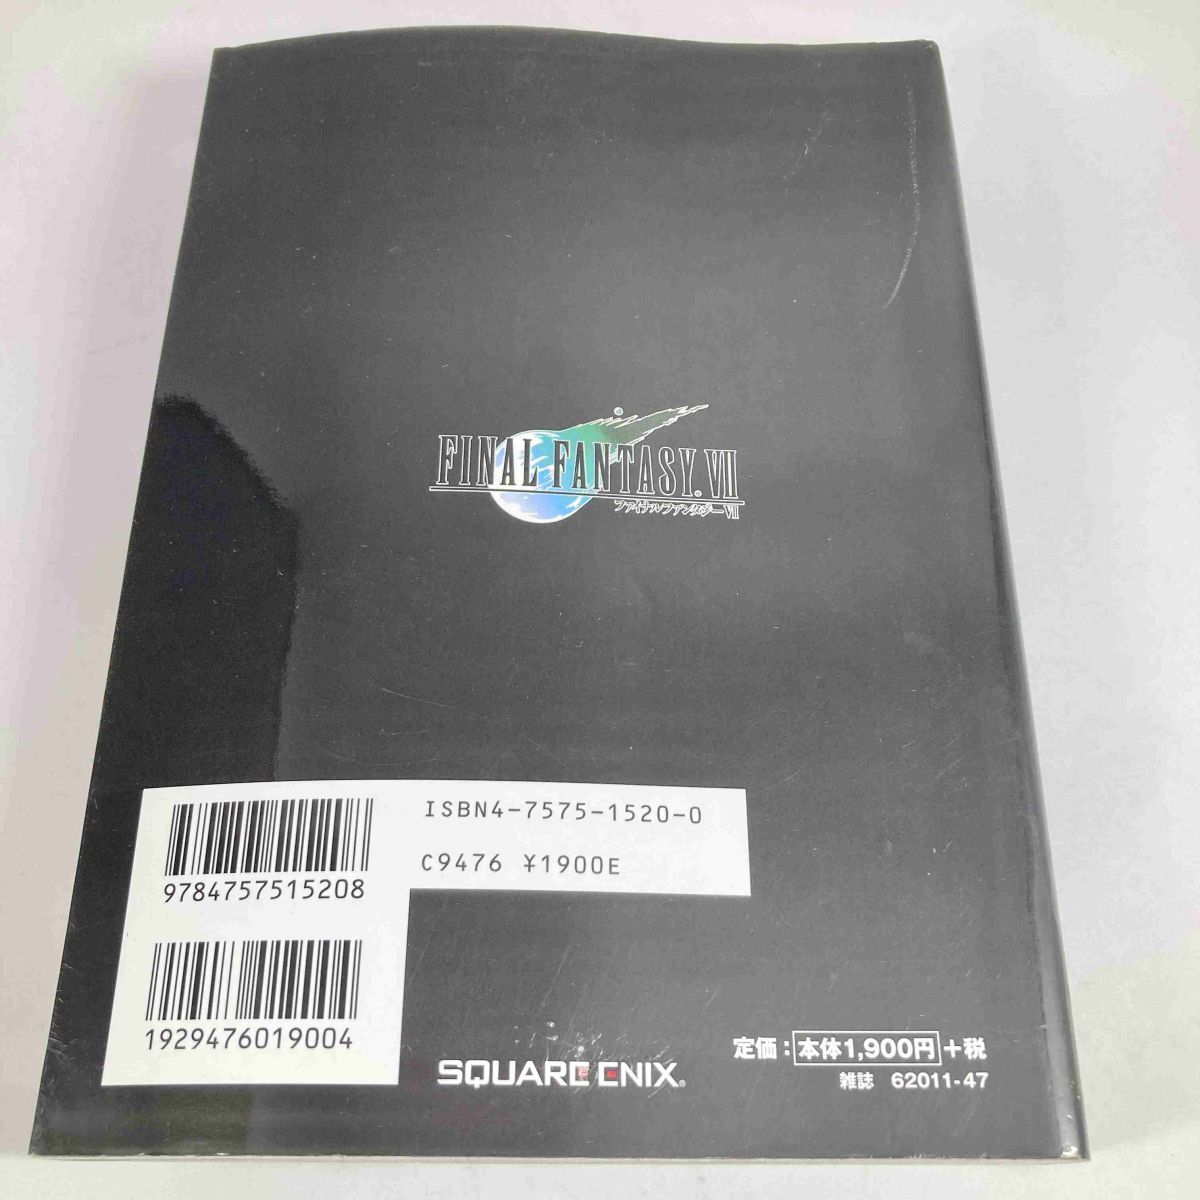 FINAL FANTASY VII
ファイナルファンタジーVII
ISBN4-7575-1520-0
C9476 ¥1900E
9784757515208
1929476019004
SQUARE ENIX®
定価：本体1,900円+税
雑誌 62011-47